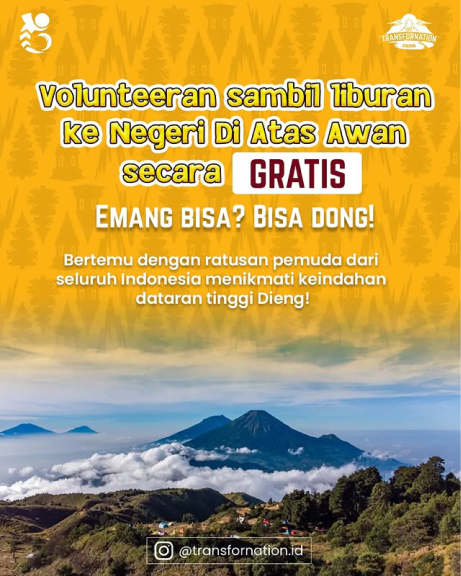 TRANSFORNATION
Volunteeran sambil liburan
ke Negeri Di Atas Awan
secara GRATIS
EMANG BISA? BISA DONG!
Bertemu dengan ratusan pemuda dari
seluruh Indonesia menikmati keindahan
dataran tinggi Dieng!
@transfornation.id